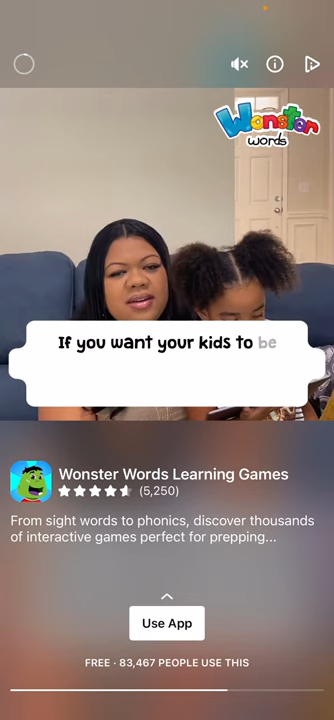 Wonster
words
If you want your kids to be
Wonster Words Learning Games
(5,250)
From sight words to phonics, discover thousands
of interactive games perfect for prepping...
Use App
FREE · 83,467 PEOPLE USE THIS